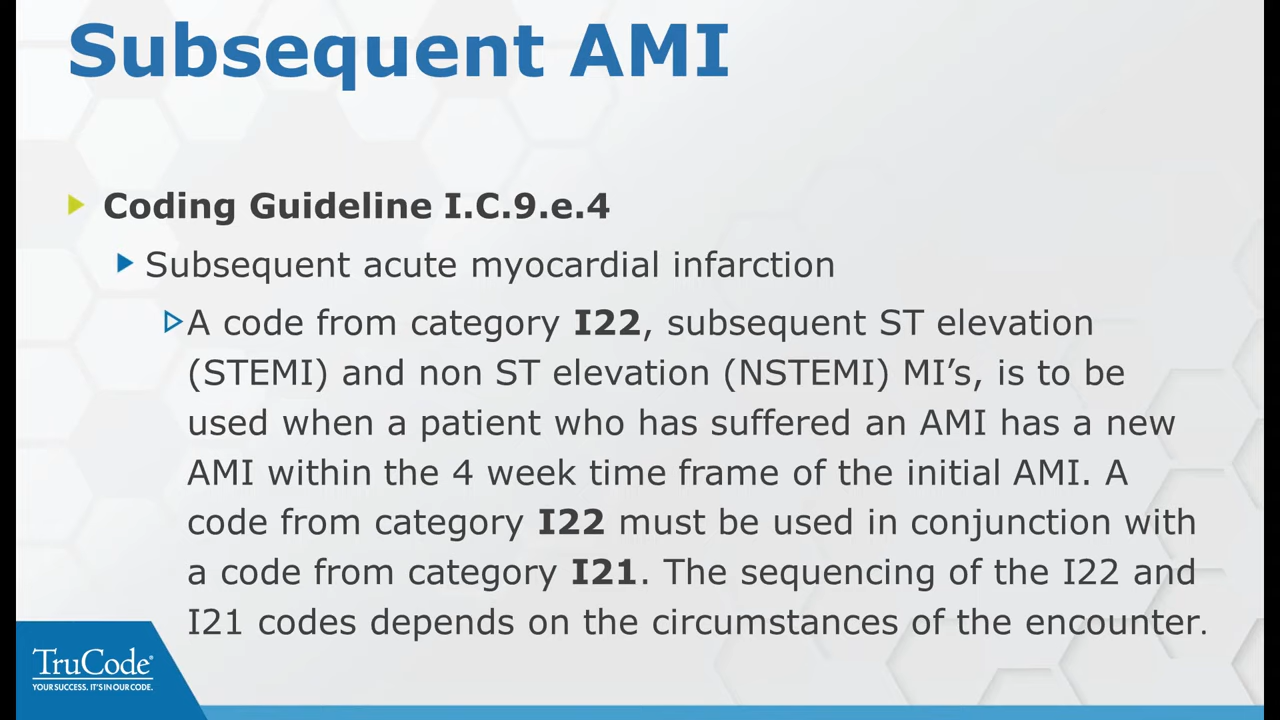 Subsequent AMI
Coding Guideline I.C.9.e.4
Subsequent acute myocardial infarction
A code from category I22, subsequent ST elevation
(STEMI) and non ST elevation (NSTEMI) MI’s, is to be
used when a patient who has suffered an AMI has a new
AMI within the 4 week time frame of the initial AMI. A
code from category I22 must be used in conjunction with
a code from category I21. The sequencing of the I22 and
I21 codes depends on the circumstances of the encounter.
TruCode®
YOUR SUCCESS. IT'S IN OUR CODE.